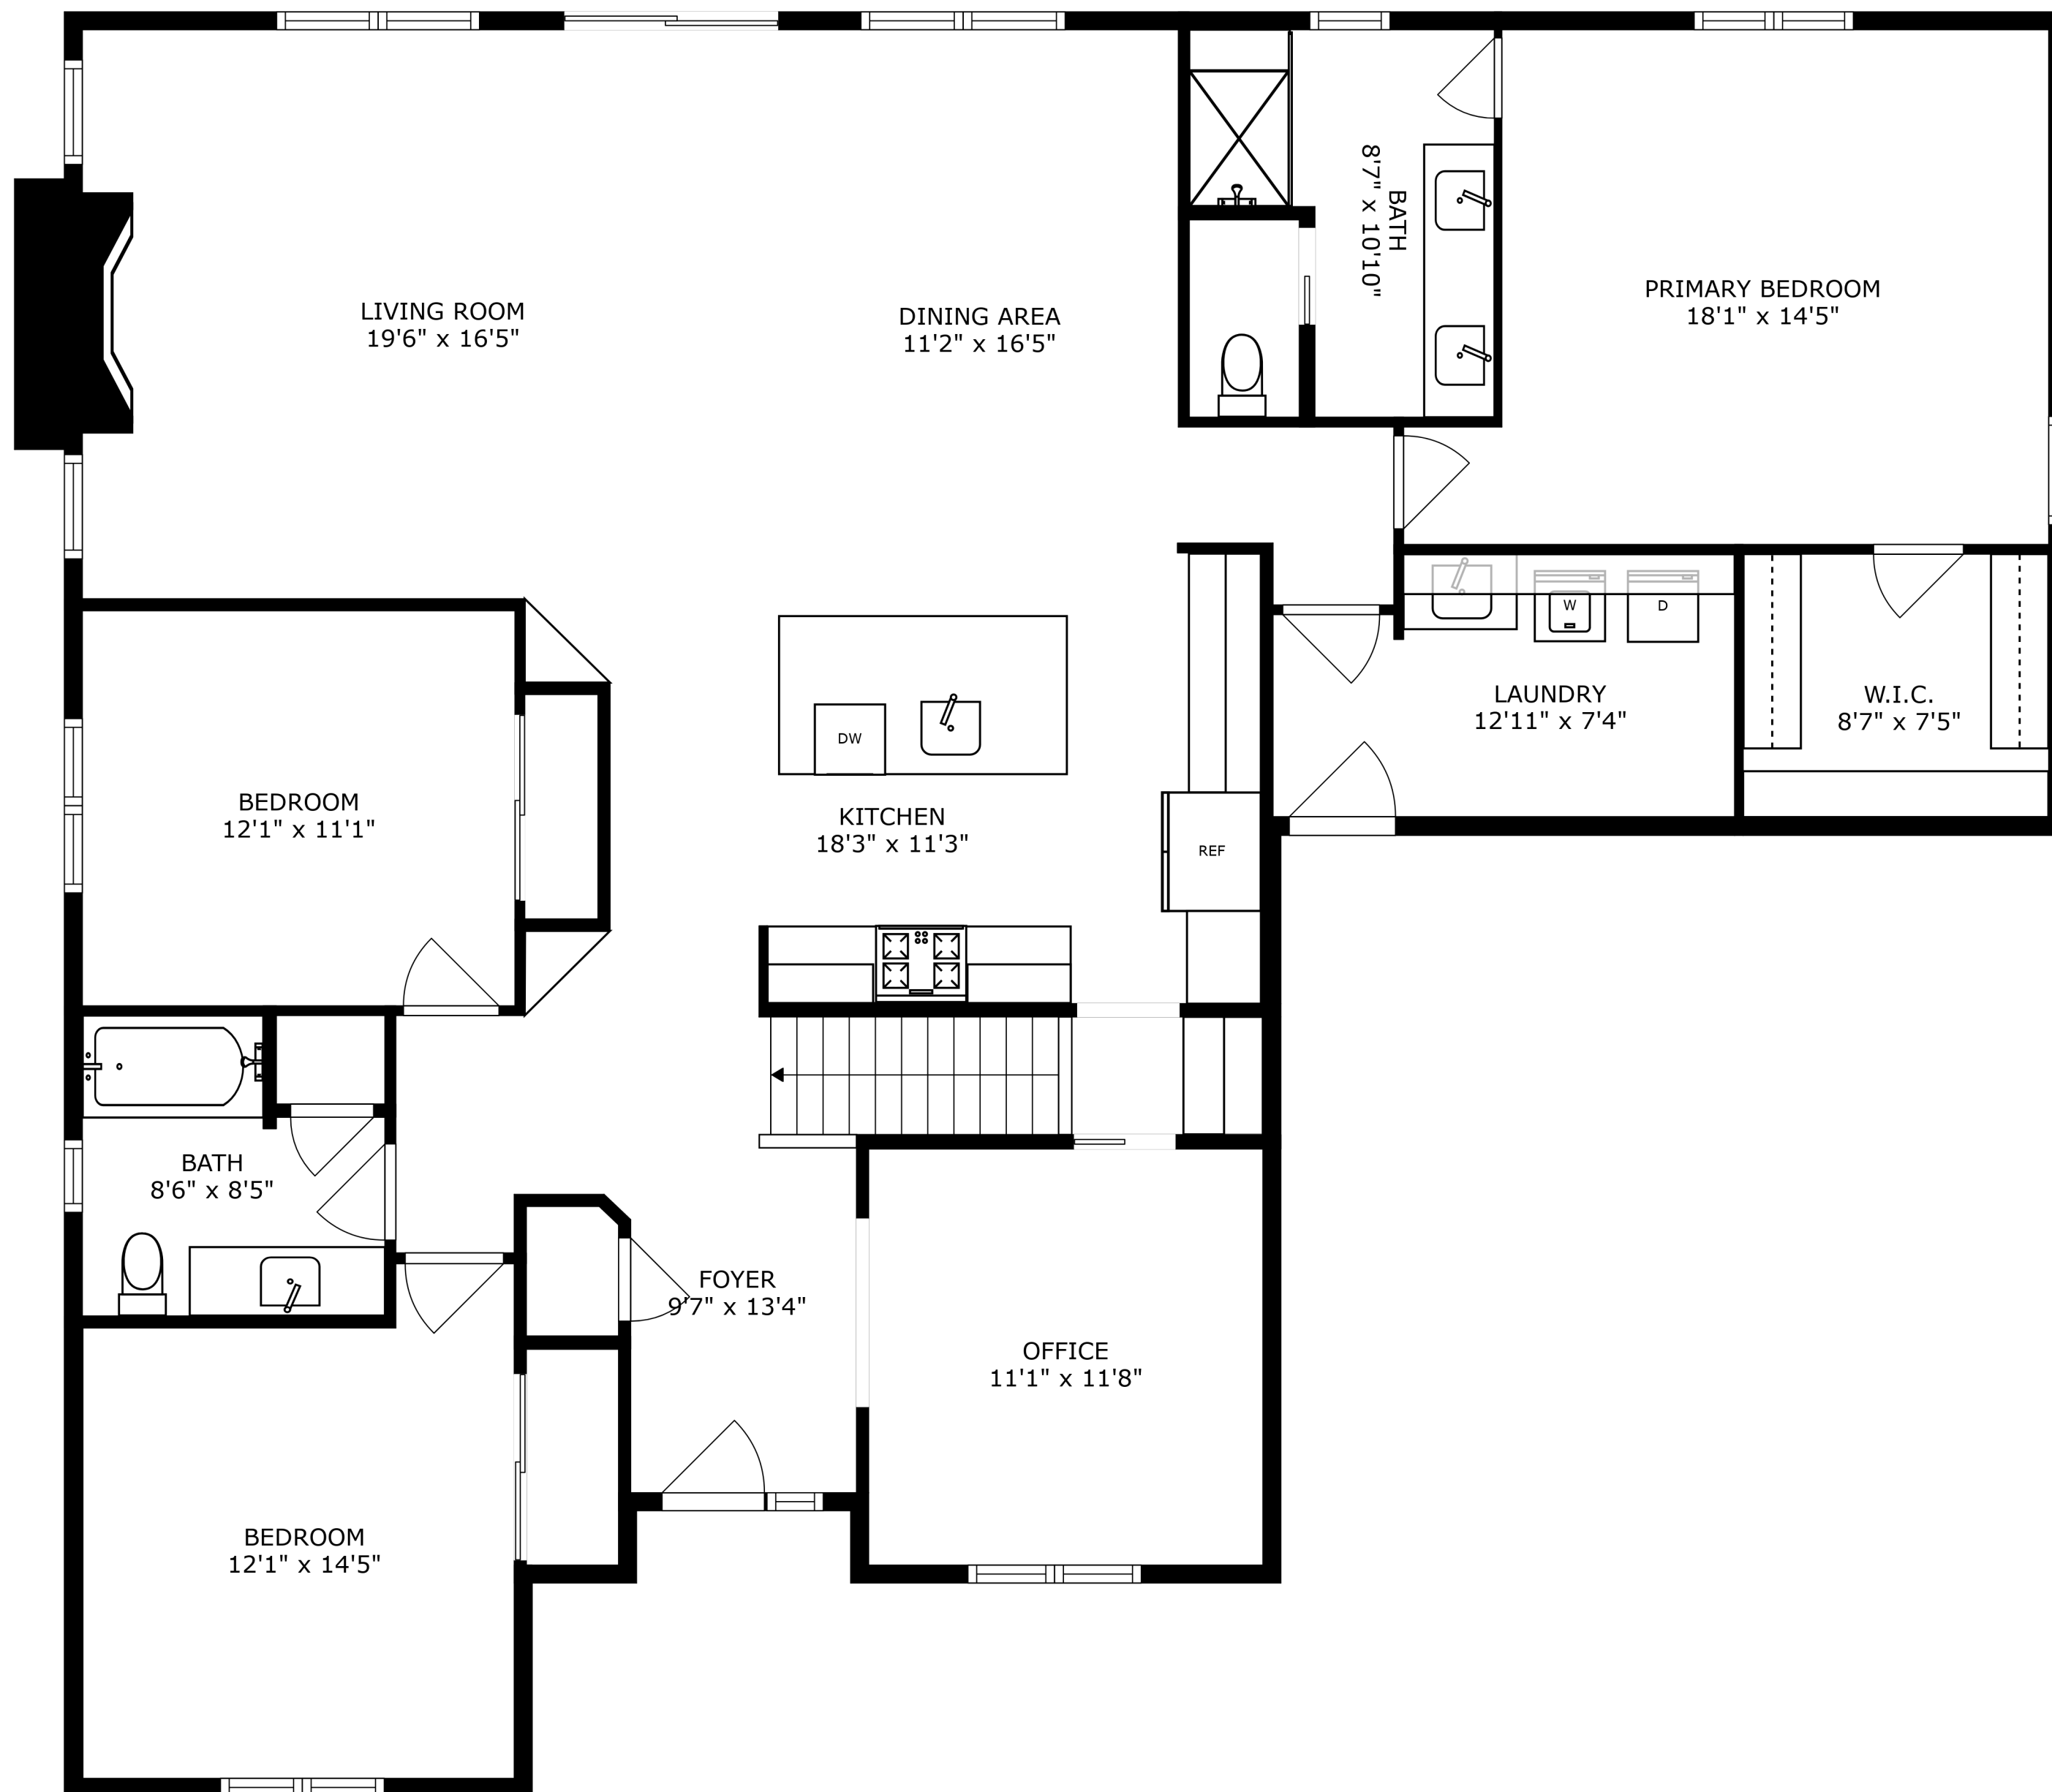 LIVING ROOM
19'6" x 16'5"
DINING AREA
11'2" x 16'5"
BATH
8'7" x 10'10"
PRIMARY BEDROOM
18'1" x 14'5"
W
D
LAUNDRY
12'11" x 7'4"
W.I.C.
8'7" x 7'5"
DW
BEDROOM
12'1" x 11'1"
KITCHEN
18'3" x 11'3"
REF
BATH
8'6" x 8'5"
FOYER
9'7" x 13'4"
OFFICE
11'1" x 11'8"
BEDROOM
12'1" x 14'5"